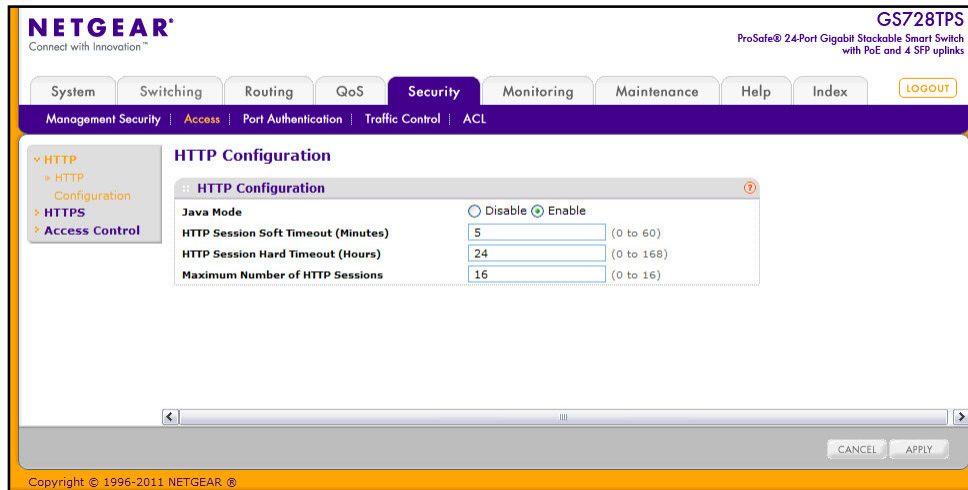 NETGEAR®
Connect with Innovation™
GS728TPS
ProSafe® 24-Port Gigabit Stackable Smart Switch
with PoE and 4 SFP uplinks
System Switching Routing QoS Security Monitoring Maintenance Help Index LOGOUT
Management Security Access Port Authentication Traffic Control ACL
HTTP
HTTP
Configuration
HTTPS
Access Control
HTTP Configuration
HTTP Configuration ?
Java Mode Disable Enable
HTTP Session Soft Timeout (Minutes) 5 (0 to 60)
HTTP Session Hard Timeout (Hours) 24 (0 to 168)
Maximum Number of HTTP Sessions 16 (0 to 16)
CANCEL APPLY
Copyright © 1996-2011 NETGEAR ®